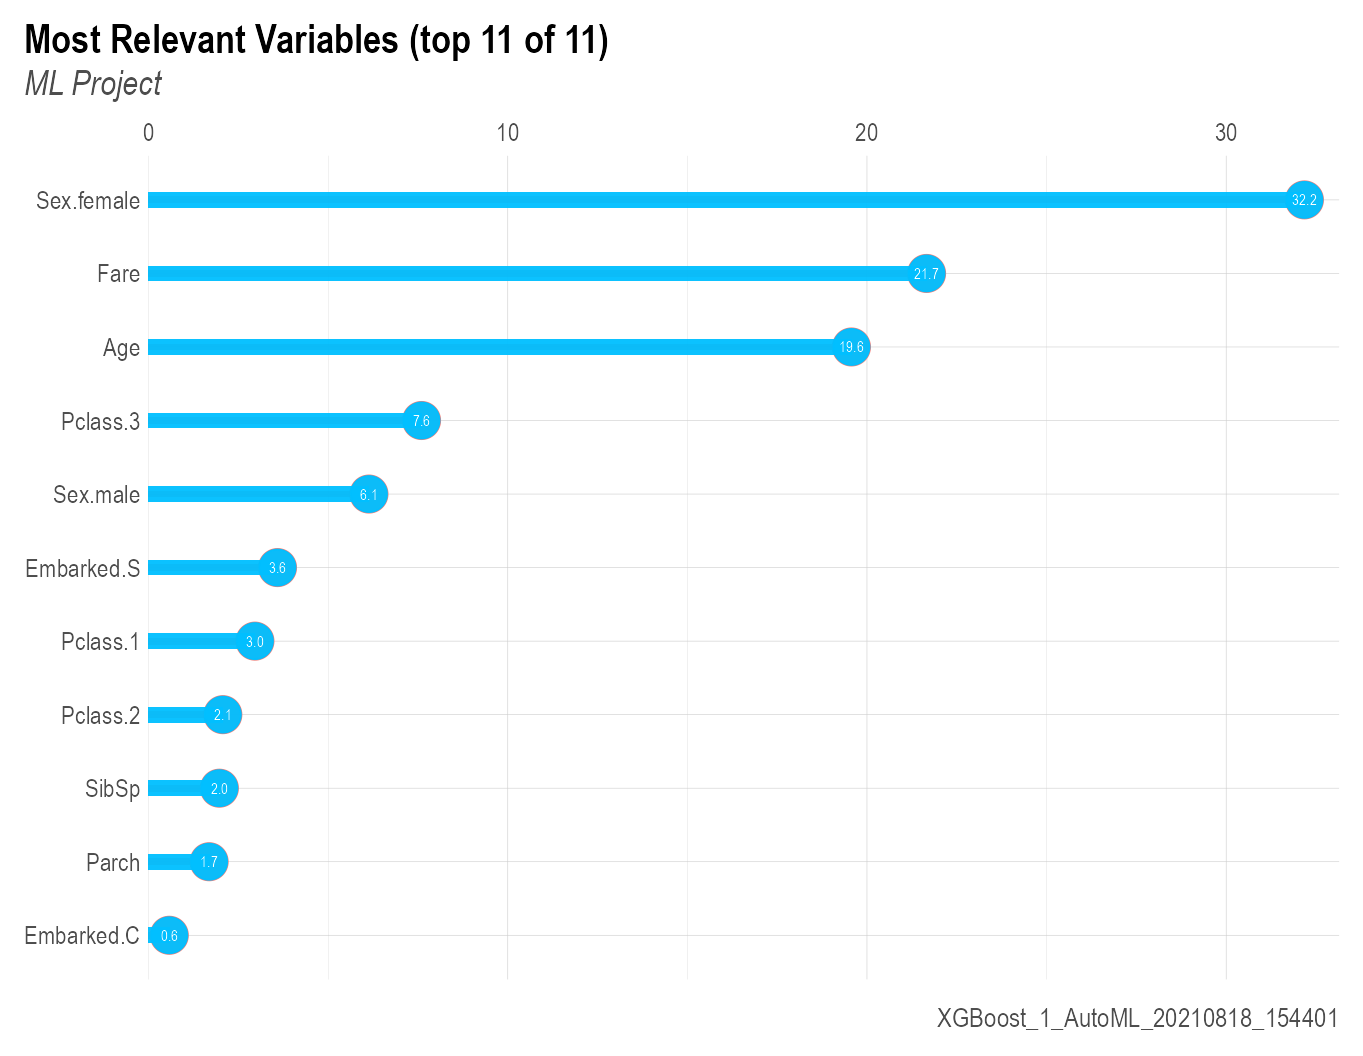 Most Relevant Variables (top 11 of 11)
ML Project
0 10 20 30
Sex.female 32.2
Fare 21.7
Age 19.6
Pclass.3 7.6
Sex.male 6.1
Embarked.S 3.6
Pclass.1 3.0
Pclass.2 2.1
SibSp 2.0
Parch 1.7
Embarked.C 0.6
XGBoost_1_AutoML_20210818_154401